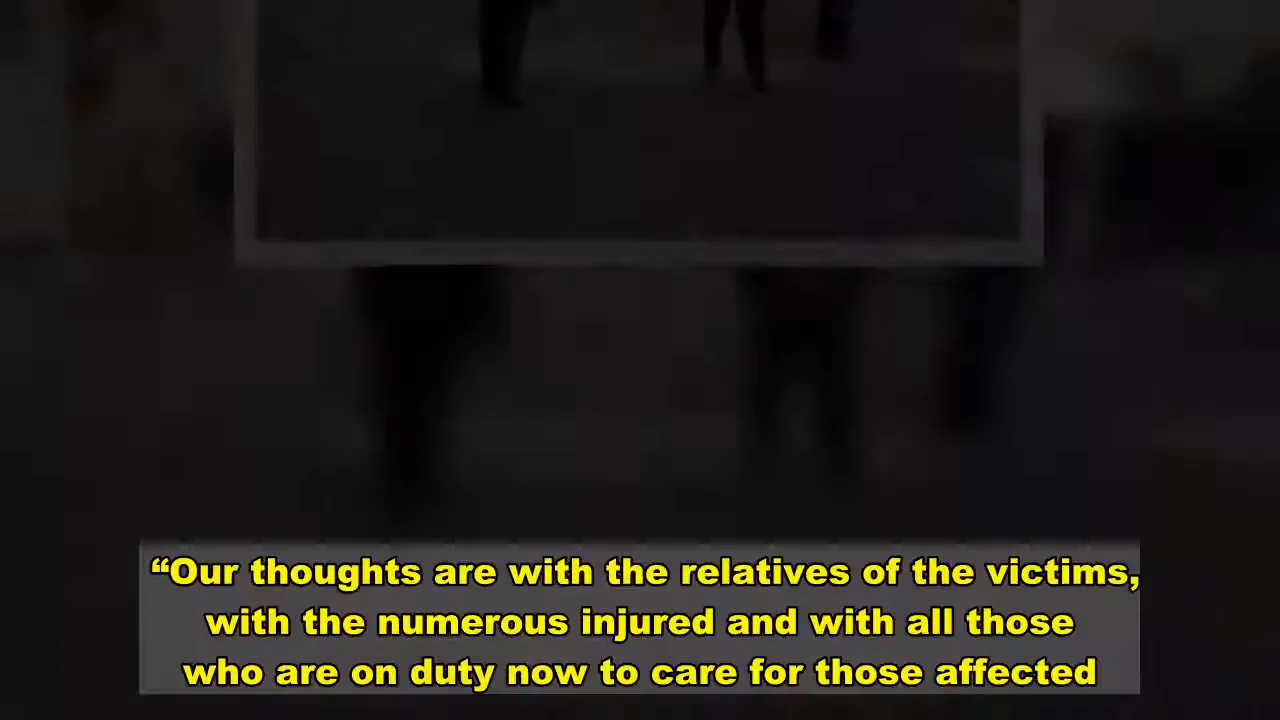 “Our thoughts are with the relatives of the victims,
with the numerous injured and with all those
who are on duty now to care for those affected